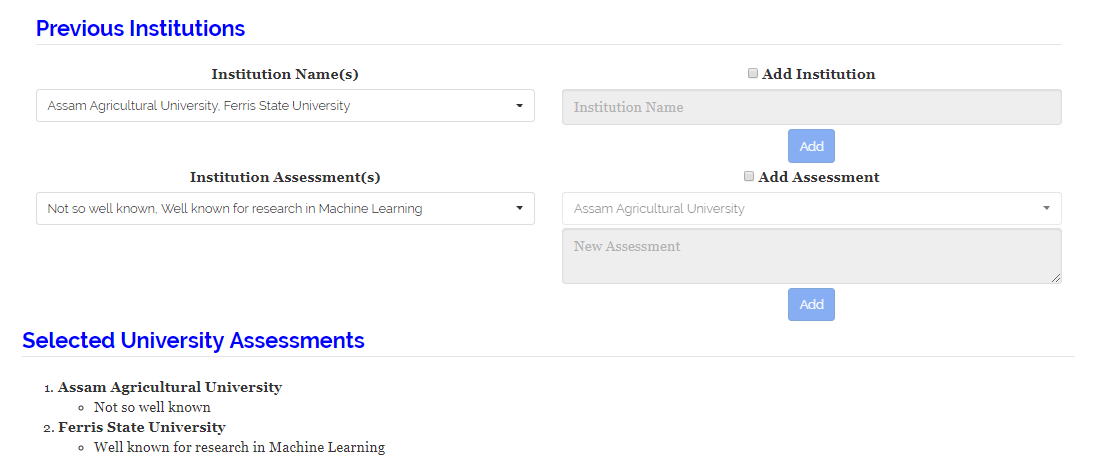 Previous Institutions
Institution Name(s)
Add Institution
Assam Agricultural University, Ferris State University
Institution Name
Add
Institution Assessment(s)
Add Assessment
Not so well known, Well known for research in Machine Learning
Assam Agricultural University
New Assessment
Add
Selected University Assessments
1. Assam Agricultural University
Not so well known
2. Ferris State University
Well known for research in Machine Learning